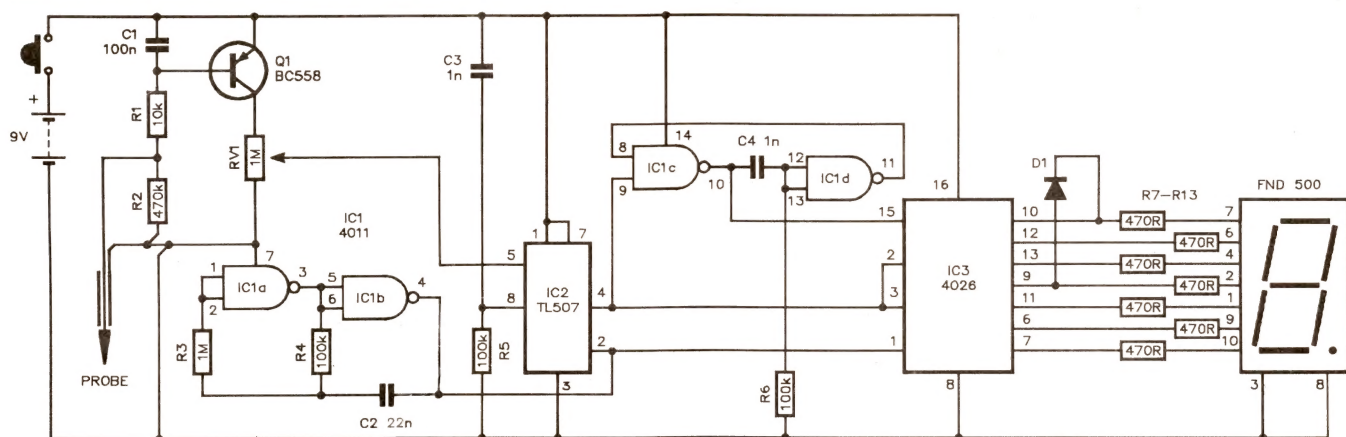 C1
100n
Q1
BC558
C3
1n
+
9V
R1
10k
R2
470k
RV1
1M
IC1
4011
PROBE
1
2
7
IC1a
3
5
6
IC1b
4
R3
1M
R4
100k
C2 22n
5
8
1
7
IC2
TL507
4
2
3
R5
100k
8
9
14
IC1c
10
C4 1n
12
13
IC1d
11
R6
100k
16
15
2
3
1
IC3
4026
8
10
12
13
9
11
6
7
D1
R7-R13
470R
470R
470R
470R
470R
470R
470R
FND 500
7
6
4
2
1
9
10
3
8